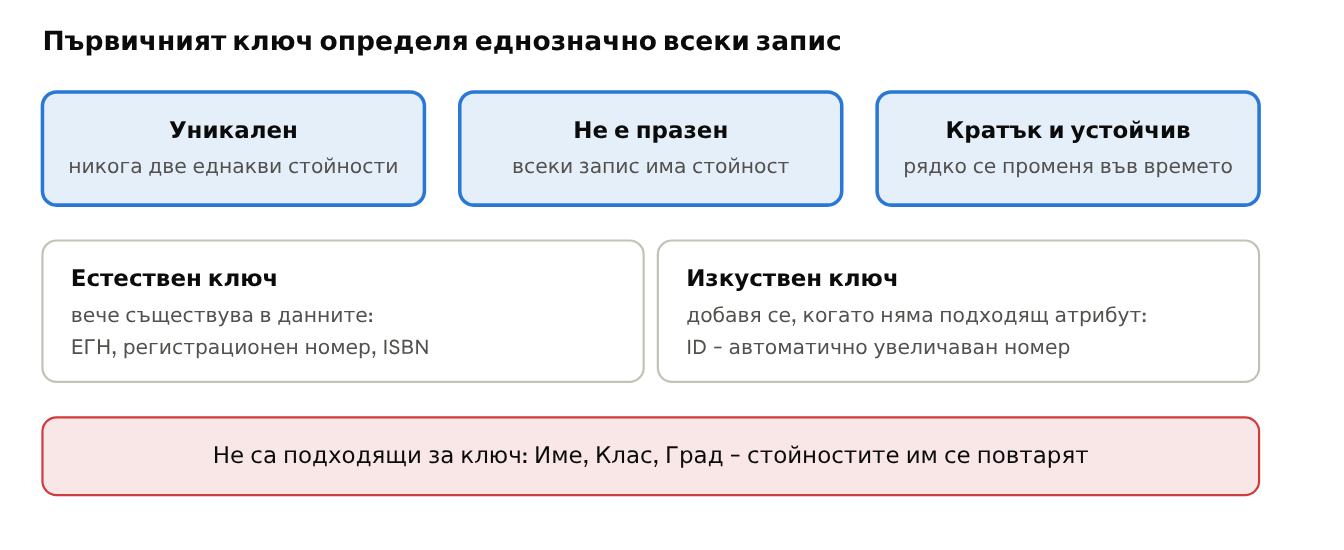 Първичният ключ определя еднозначно всеки запис
Уникален
никога две еднакви стойности
Не е празен
всеки запис има стойност
Кратък и устойчив
рядко се променя във времето
Естествен ключ
вече съществува в данните:
ЕГН, регистрационен номер, ISBN
Изкуствен ключ
добавя се, когато няма подходящ атрибут:
ID – автоматично увеличаван номер
Не са подходящи за ключ: Име, Клас, Град – стойностите им се повтарят